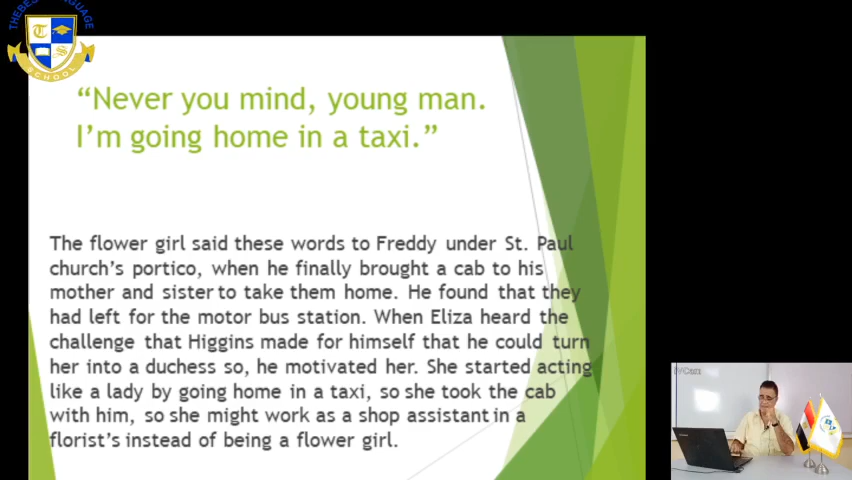 THEBEST LANGUAGE
SCHOOL
"Never you mind, young man.
I'm going home in a taxi."
The flower girl said these words to Freddy under St. Paul
church's portico, when he finally brought a cab to his
mother and sister to take them home. He found that they
had left for the motor bus station. When Eliza heard the
challenge that Higgins made for himself that he could turn
her into a duchess so, he motivated her. She started acting
like a lady by going home in a taxi, so she took the cab
with him, so she might work as a shop assistant in a
florist's instead of being a flower girl.
iVCam